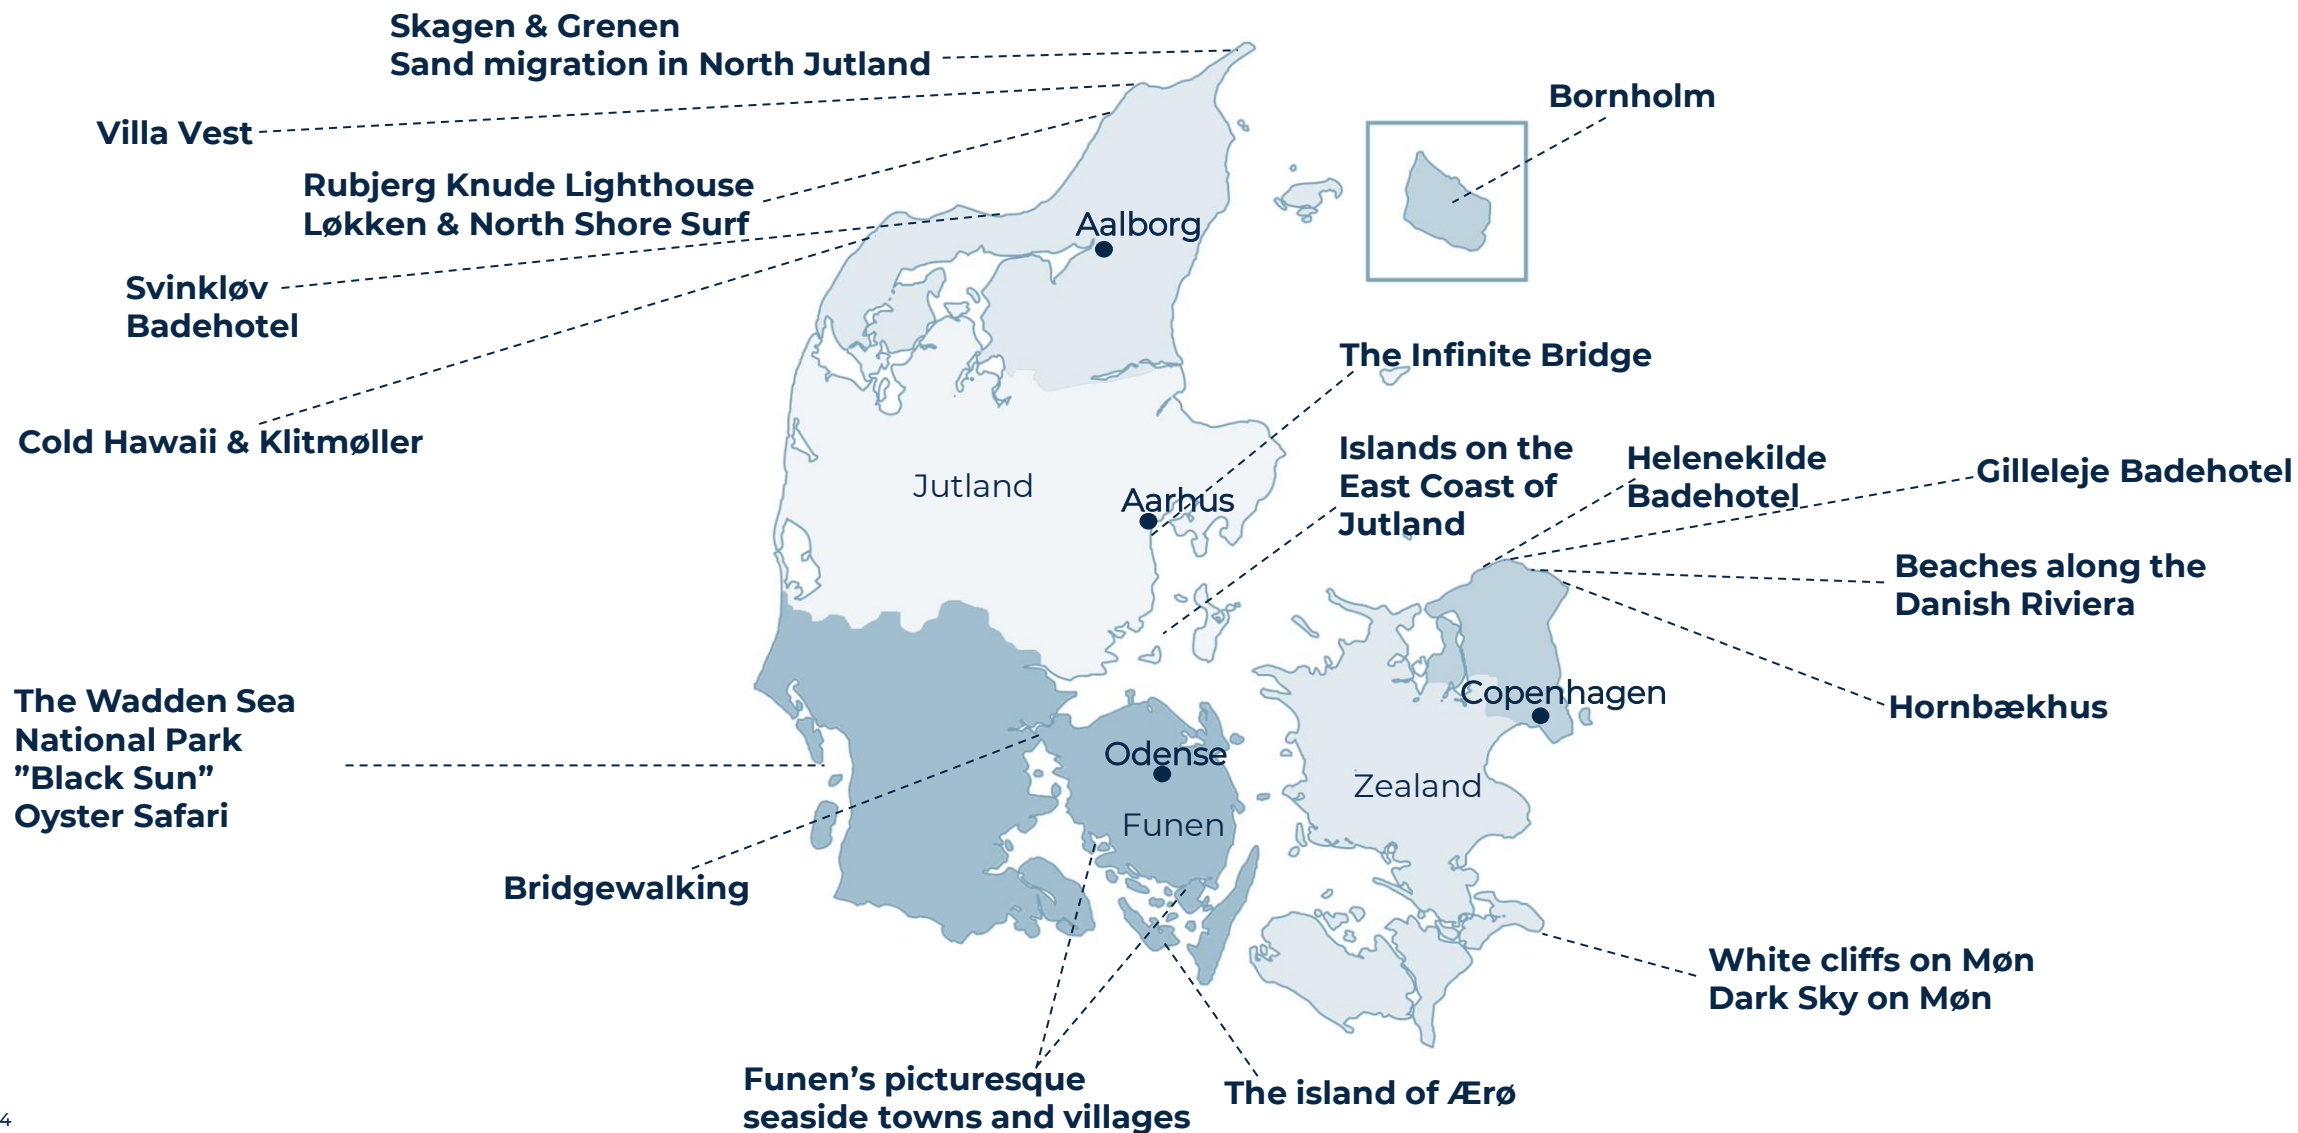 Skagen & Grenen
Sand migration in North Jutland
Bornholm
Villa Vest
Rubjerg Knude Lighthouse
Løkken & North Shore Surf
Aalborg
Svinkløv
Badehotel
The Infinite Bridge
Cold Hawaii & Klitmøller
Islands on the
East Coast of
Jutland
Helenekilde
Badehotel
Gilleleje Badehotel
Jutland
Aarhus
Beaches along the
Danish Riviera
The Wadden Sea
National Park
”Black Sun”
Oyster Safari
Copenhagen
Hornbækhus
Odense
Zealand
Funen
Bridgewalking
White cliffs on Møn
Dark Sky on Møn
Funen’s picturesque
seaside towns and villages
The island of Ærø
4